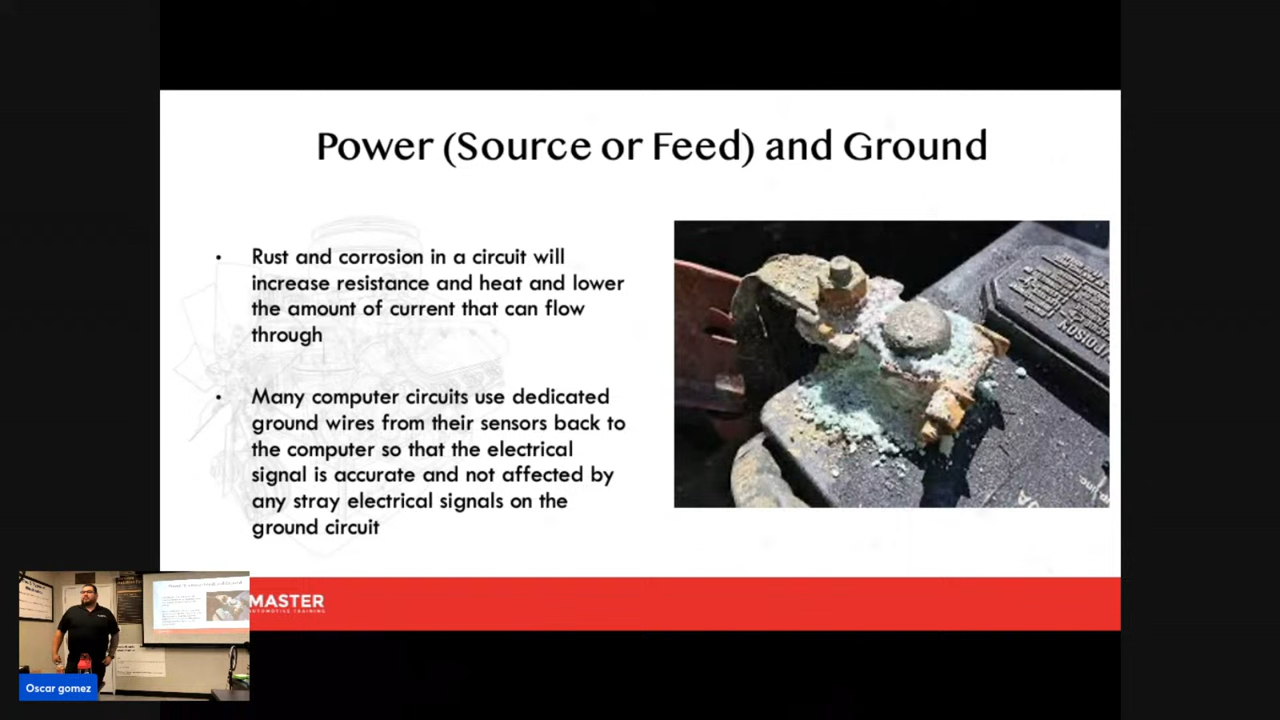 Power (Source or Feed) and Ground
• Rust and corrosion in a circuit will
increase resistance and heat and lower
the amount of current that can flow
through
• Many computer circuits use dedicated
ground wires from their sensors back to
the computer so that the electrical
signal is accurate and not affected by
any stray electrical signals on the
ground circuit
MASTER
AUTOMOTIVE TRAINING
Oscar gomez